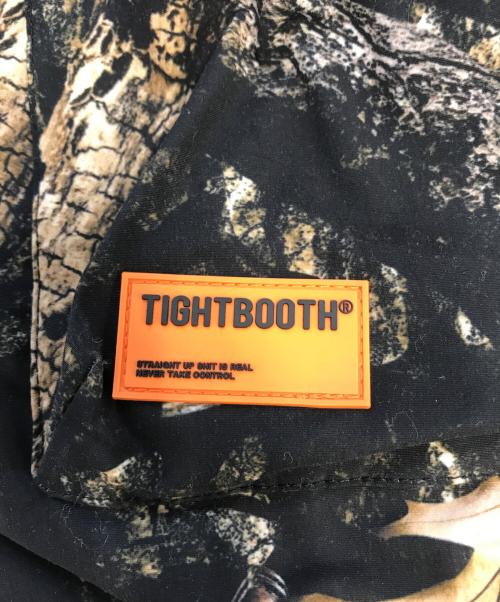 TIGHTBOOTH®
STRAIGHT UP SHIT IS REAL
NEVER TAKE CONTROL